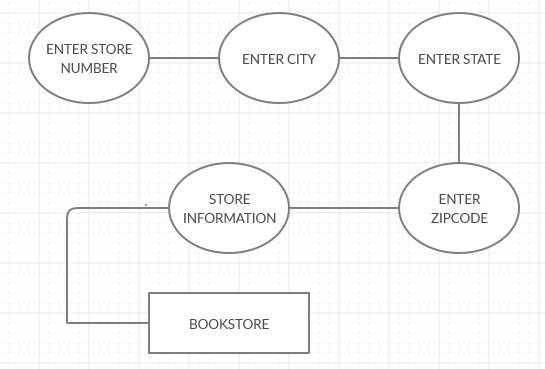 ENTER STORE
NUMBER
ENTER CITY
ENTER STATE
STORE
INFORMATION
ENTER
ZIPCODE
BOOKSTORE